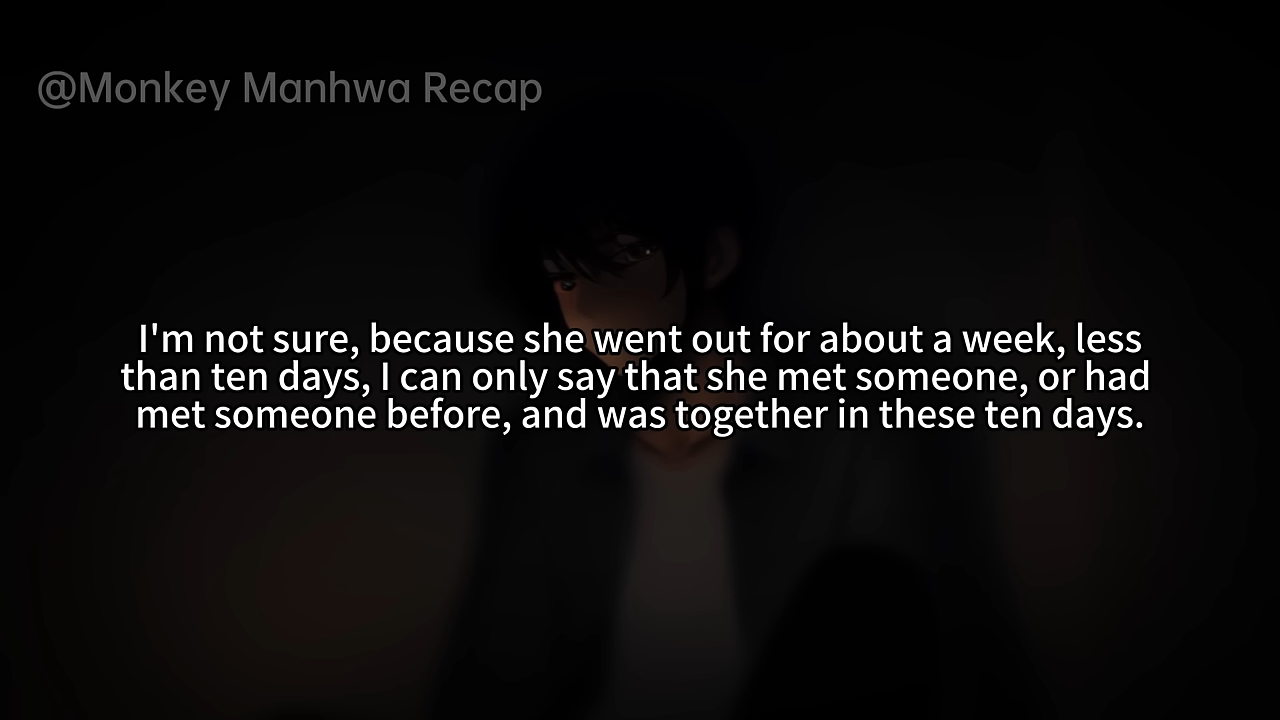 @Monkey Manhwa Recap
I'm not sure, because she went out for about a week, less
than ten days, I can only say that she met someone, or had
met someone before, and was together in these ten days.